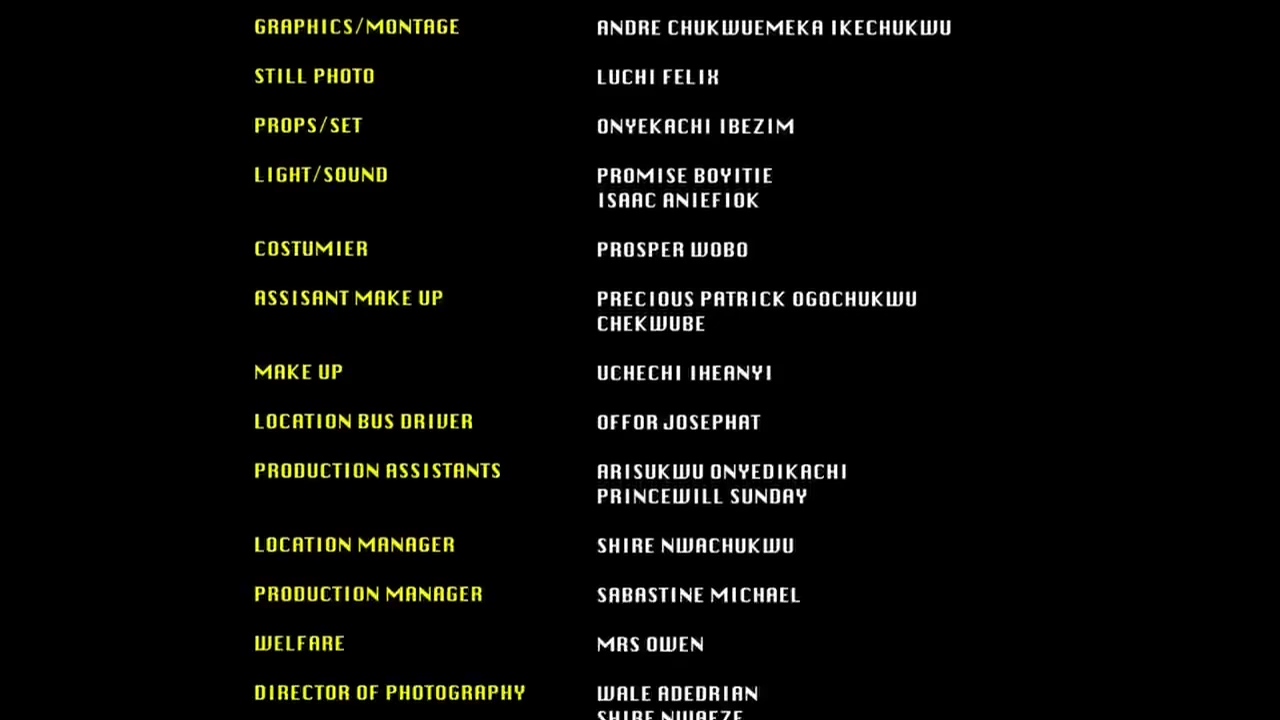 GRAPHICS/MONTAGE ANDRE CHUKWUEMEKA IKECHUKWU
STILL PHOTO LUCHI FELIX
PROPS/SET ONYEKACHI IBEZIM
LIGHT/SOUND PROMISE BOYITIE
ISAAC ANIEFIOK
COSTUMIER PROSPER WOBO
ASSISANT MAKE UP PRECIOUS PATRICK OGOCHUKWU
CHEKWUBE
MAKE UP UCHECHI IHEANYI
LOCATION BUS DRIVER OFFOR JOSEPHAT
PRODUCTION ASSISTANTS ARISUKWU ONYEDIKACHI
PRINCEWILL SUNDAY
LOCATION MANAGER SHIRE NWACHUKWU
PRODUCTION MANAGER SABASTINE MICHAEL
WELFARE MRS OWEN
DIRECTOR OF PHOTOGRAPHY WALE ADEDRIAN
SHIRE